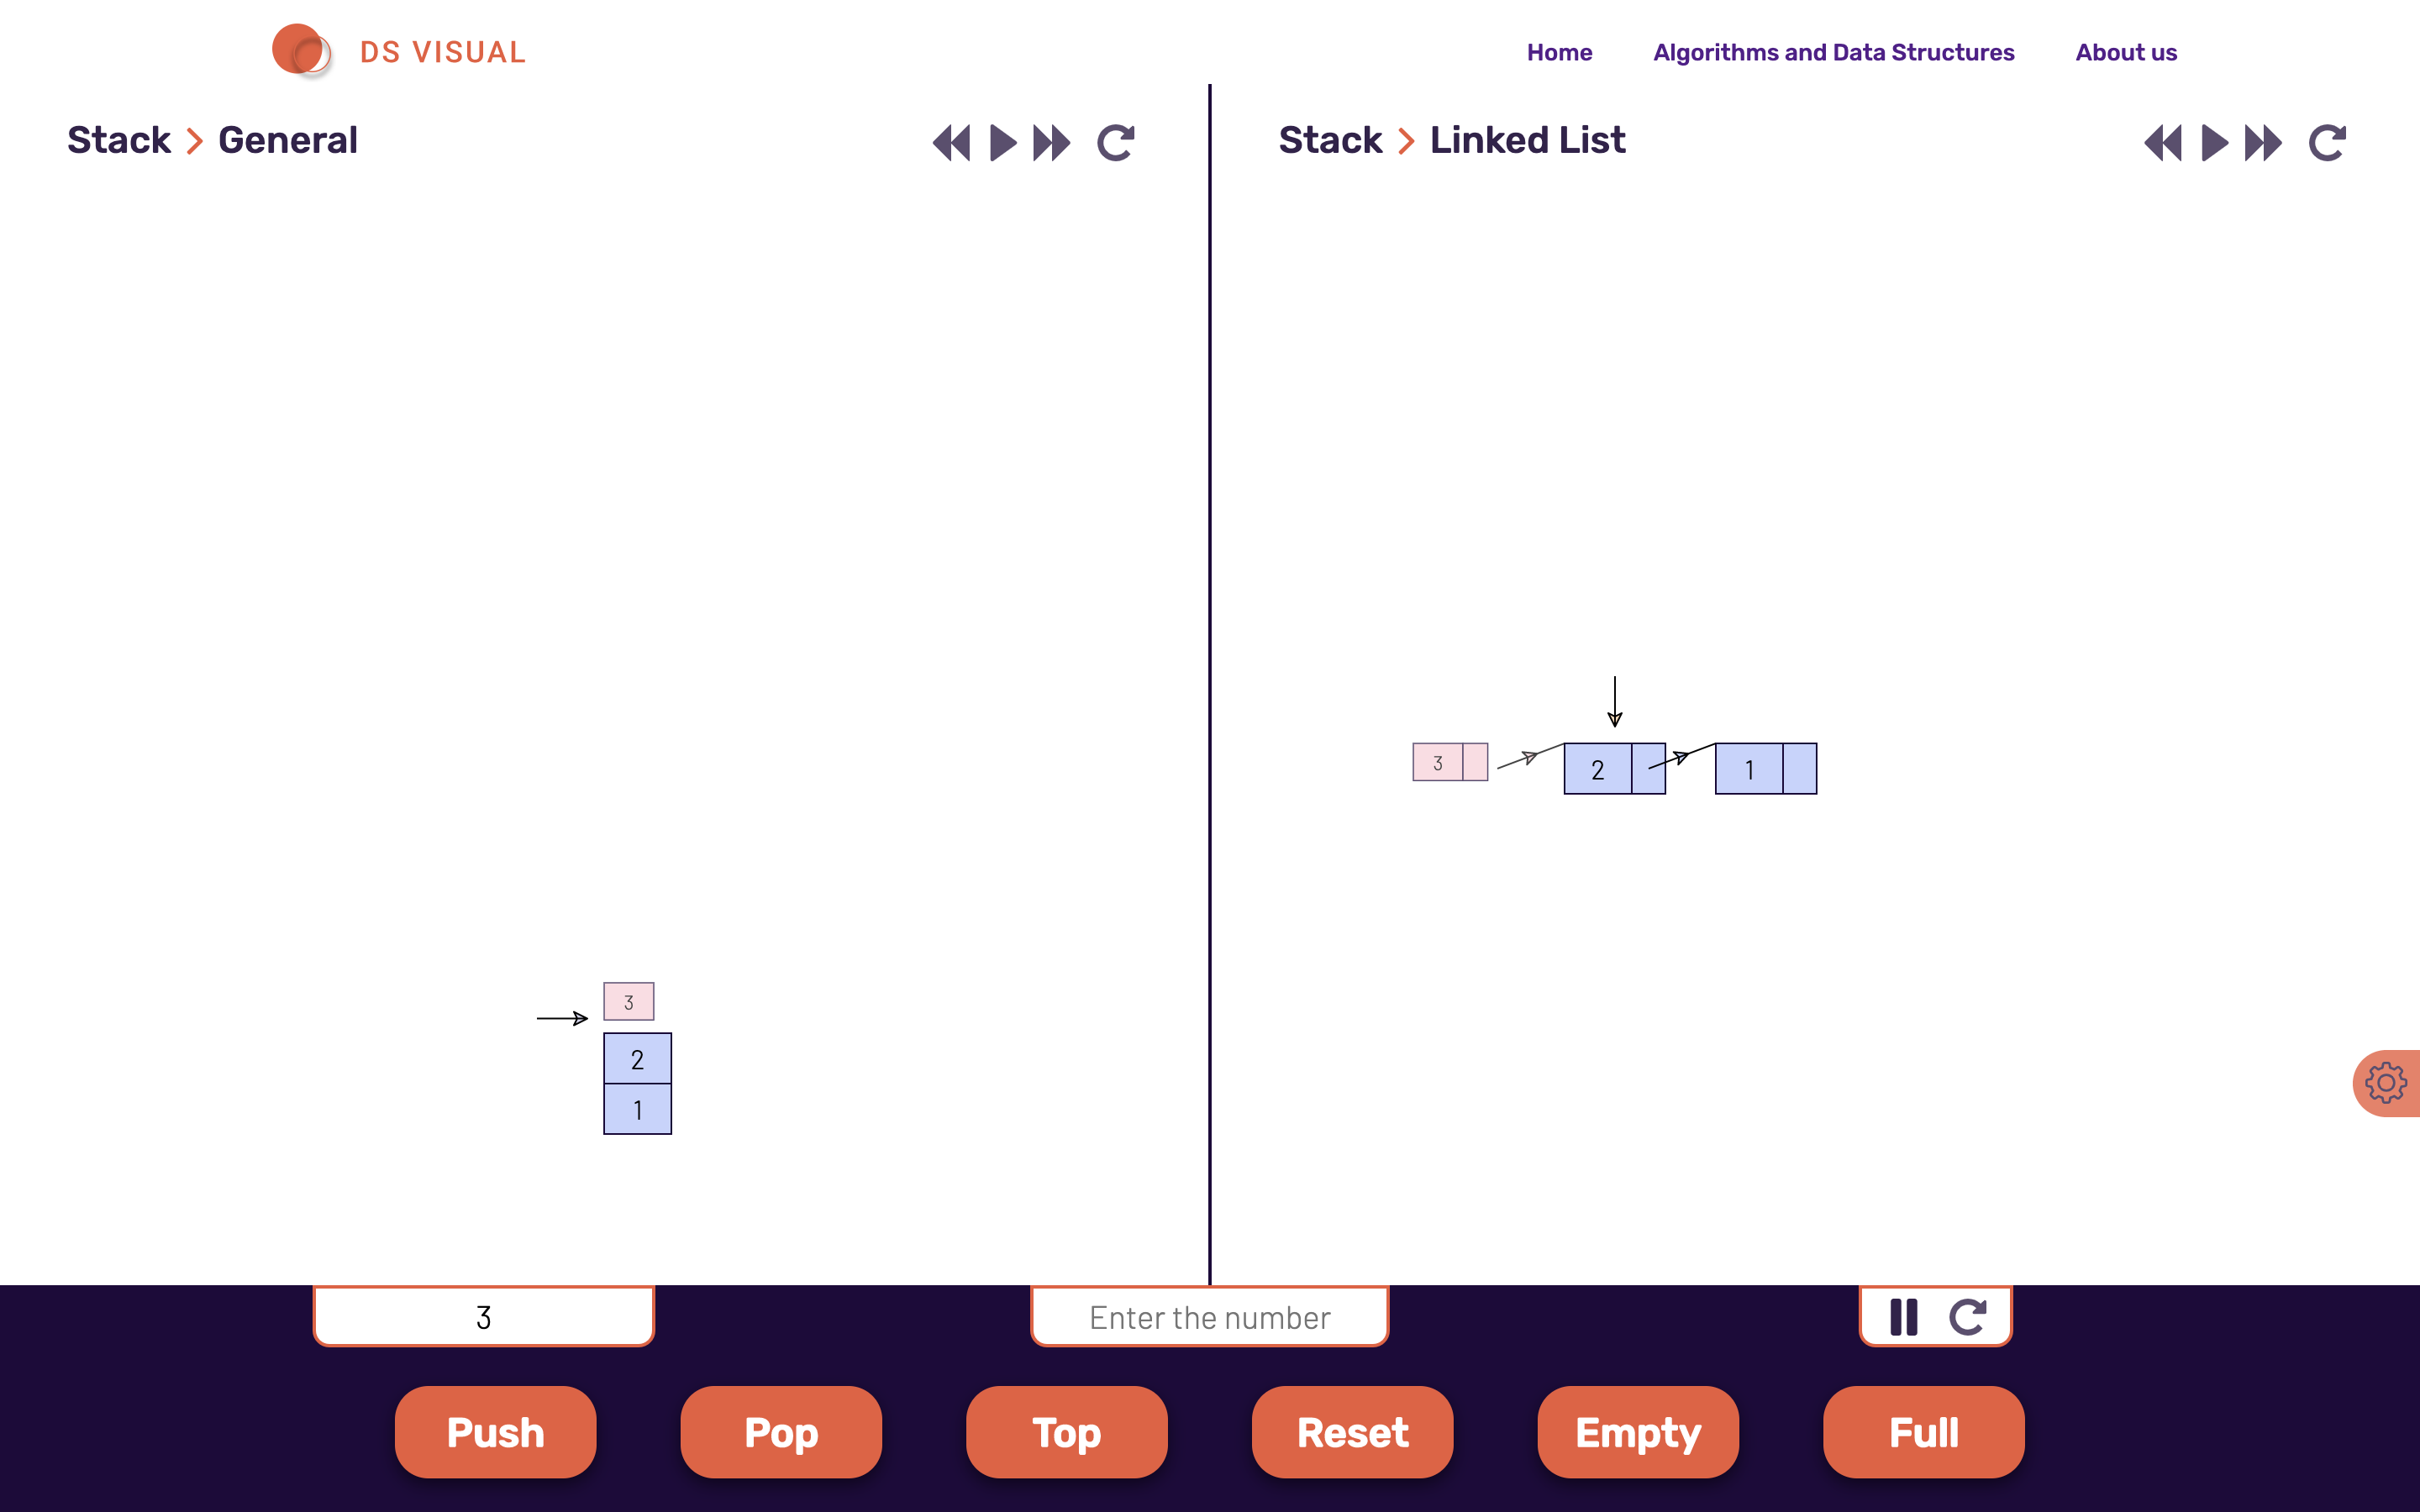 DS VISUAL
Home
Algorithms and Data Structures
About us
Stack General
Stack Linked List
3
2
1
3
2
1
3
Enter the number
Push
Pop
Top
Reset
Empty
Full